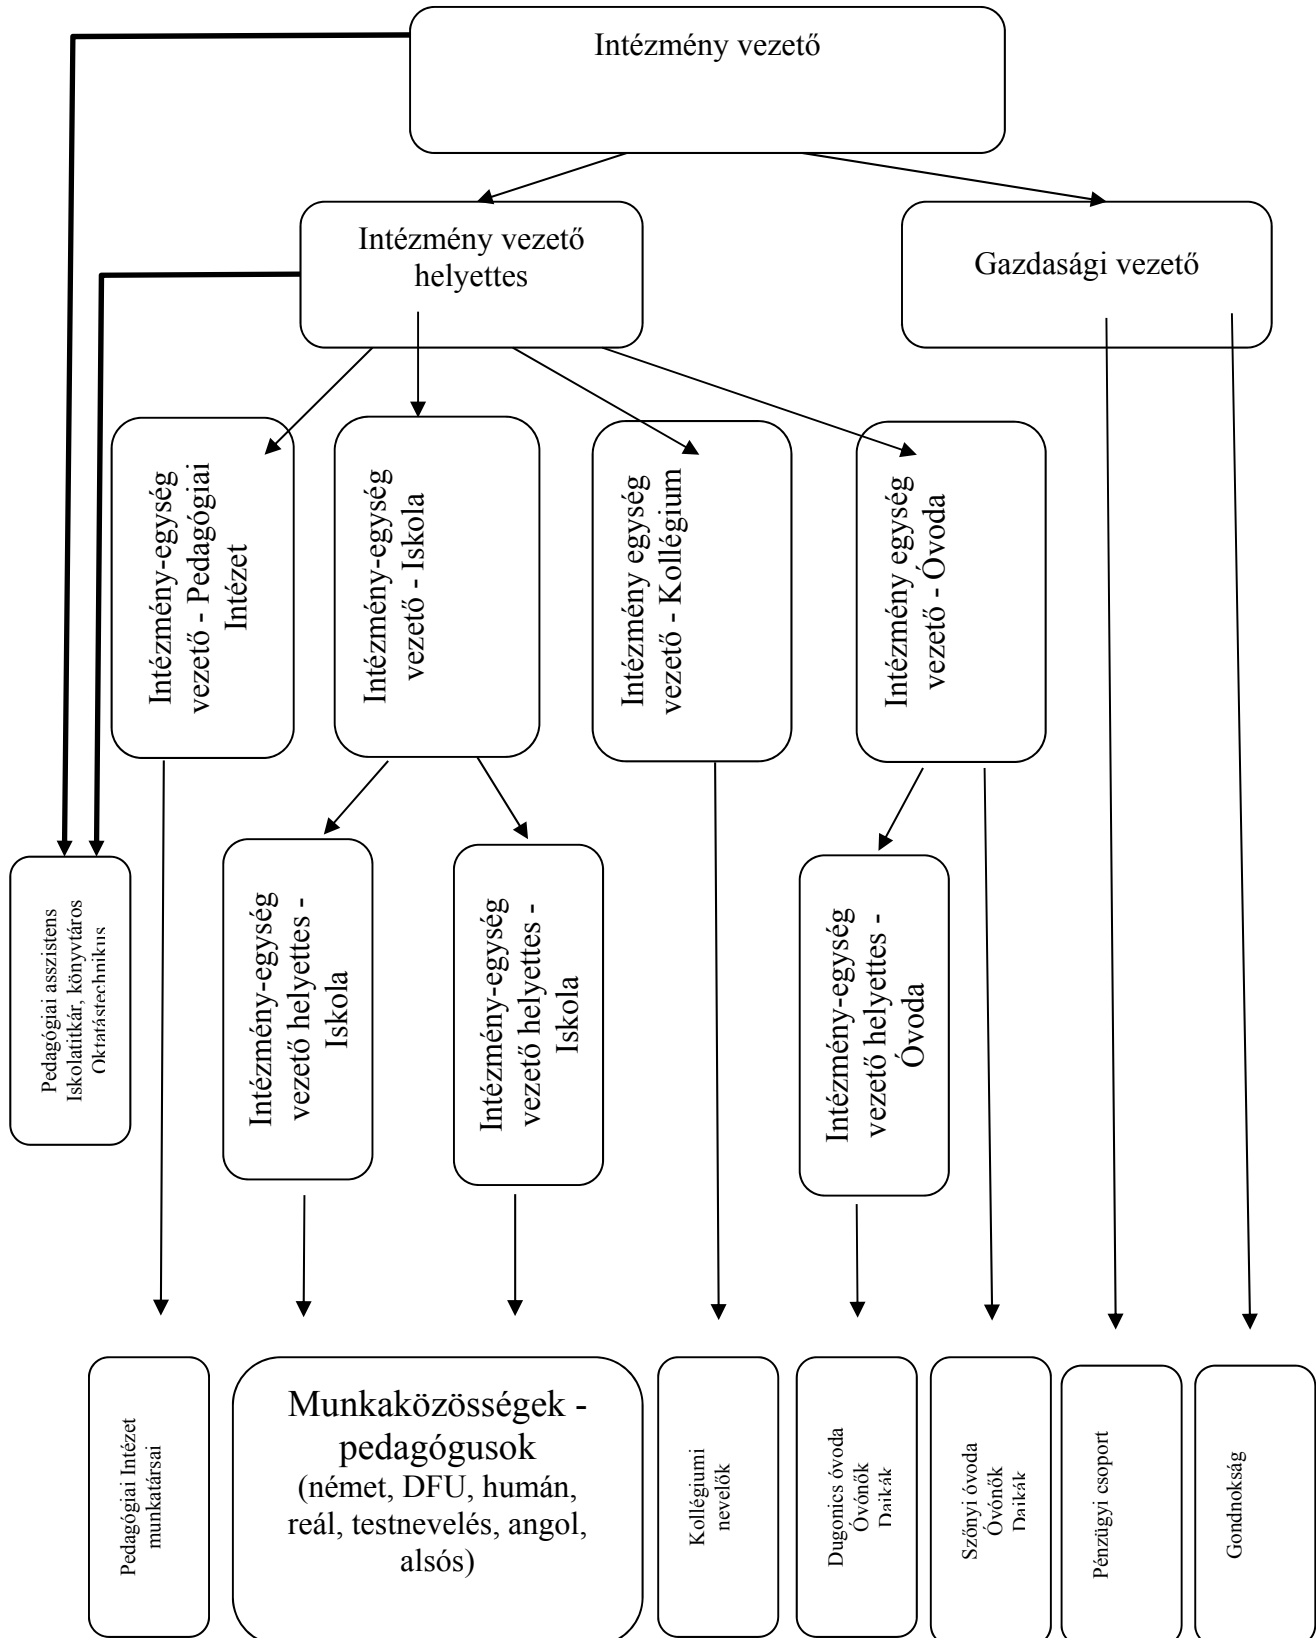 Intézmény vezető
Intézmény vezető
helyettes
Gazdasági vezető
Intézmény-egység
vezető - Pedagógiai
Intézet
Intézmény-egység
vezető - Iskola
Intézmény egység
vezető - Kollégium
Intézmény egység
vezető - Óvoda
Pedagógiai asszistens
Iskolatitkár, könyvtáros
Oktatástechnikus
Intézmény-egység
vezető helyettes -
Iskola
Intézmény-egység
vezető helyettes -
Iskola
Intézmény-egység
vezető helyettes -
Óvoda
Pedagógiai Intézet
munkatársai
Munkaközösségek -
pedagógusok
(német, DFU, humán,
reál, testnevelés, angol,
alsós)
Kollégiumi
nevelők
Dugonics óvoda
Óvónők
Dajkák
Szőnyi óvoda
Óvónők
Dajkák
Pénzügyi csoport
Gondnokság